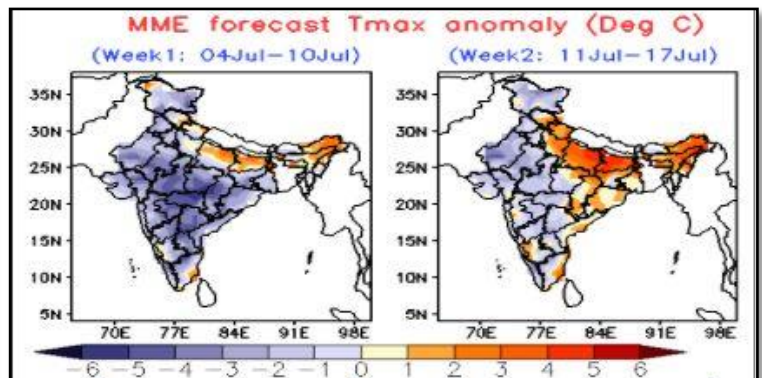 MME forecast Tmax anomaly (Deg C)
(Week1: 04Jul-10Jul)
(Week2: 11Jul-17Jul)
35N
30N
25N
20N
15N
10N
5N
70E 77E 84E 91E 98E
35N
30N
25N
20N
15N
10N
5N
70E 77E 84E 91E 98E
-6 -5 -4 -3 -2 -1 0 1 2 3 4 5 6